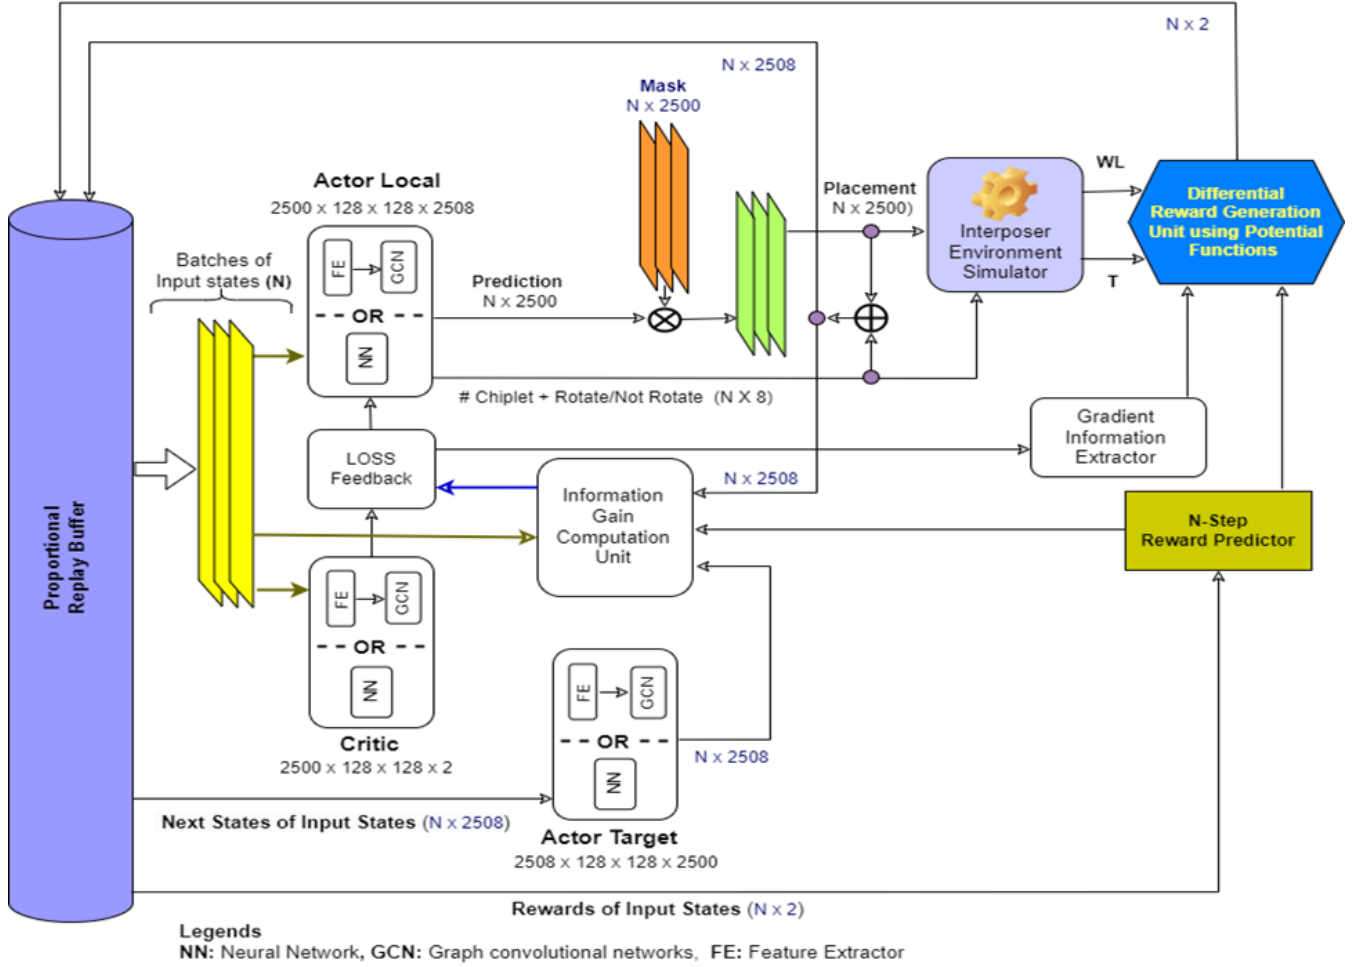 N x 2
N x 2508
Mask
N x 2500
Actor Local
2500 x 128 x 128 x 2508
Placement
N x 2500)
WL
Differential
Reward Generation
Unit using Potential
Functions
Interposer
Environment
Simulator
T
Batches of
Input states (N)
FE
GCN
OR
NN
Prediction
N x 2500
# Chiplet + Rotate/Not Rotate (N X 8)
Gradient
Information
Extractor
LOSS
Feedback
N x 2508
Information
Gain
Computation
Unit
N-Step
Reward Predictor
Proportional
Replay Buffer
FE
GCN
OR
NN
Critic
2500 x 128 x 128 x 2
FE
GCN
OR
NN
N x 2508
Next States of Input States (N x 2508)
Actor Target
2508 x 128 x 128 x 2500
Rewards of Input States (N x 2)
Legends
NN: Neural Network, GCN: Graph convolutional networks, FE: Feature Extractor